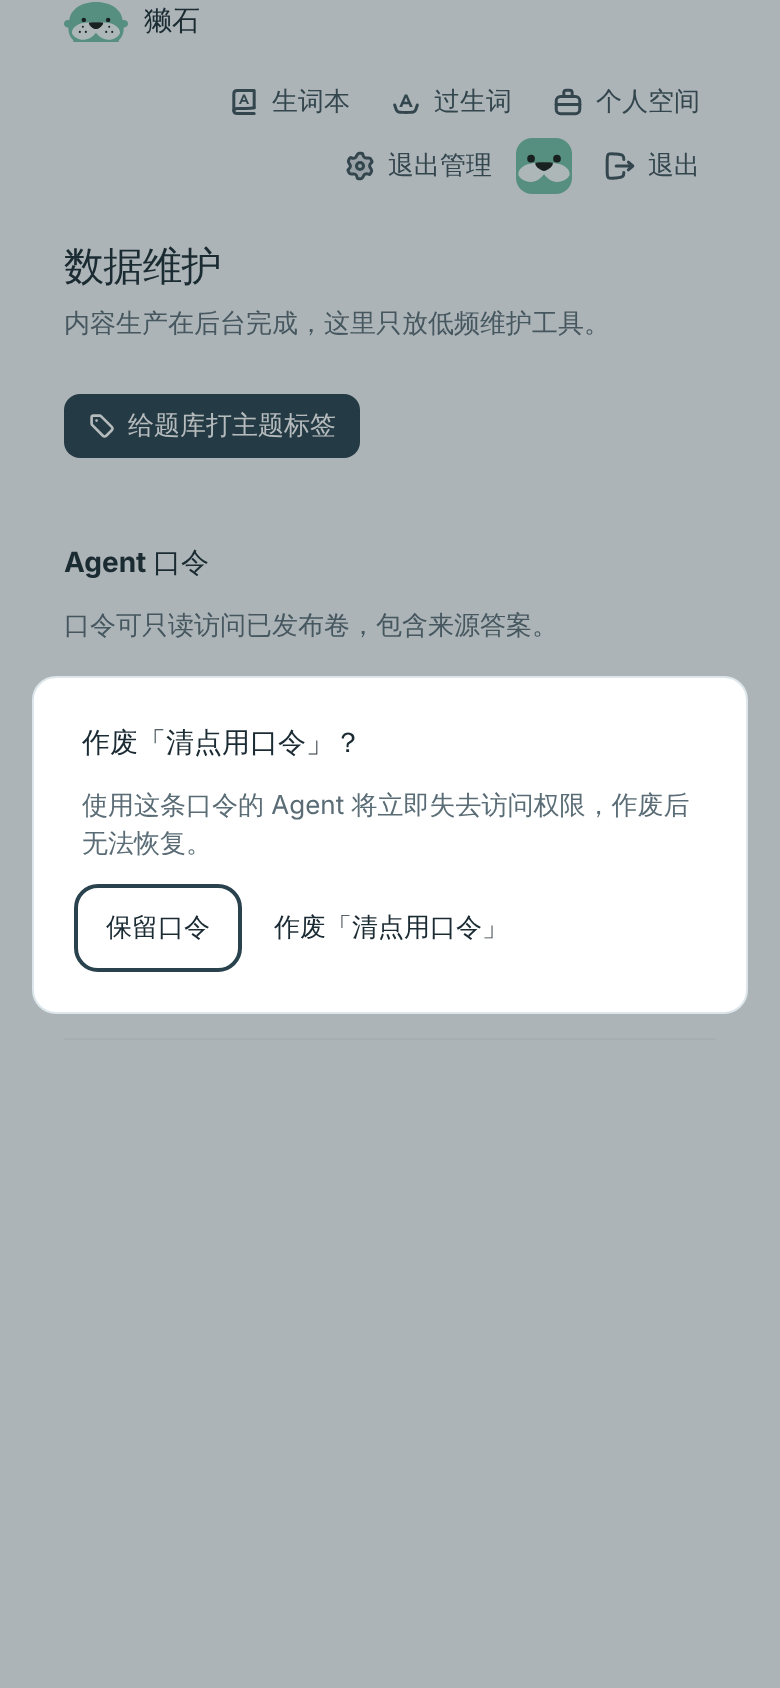 獭石
生词本 过生词 个人空间
退出管理 退出
数据维护
内容生产在后台完成，这里只放低频维护工具。
给题库打主题标签
Agent 口令
口令可只读访问已发布卷，包含来源答案。
作废「清点用口令」？
使用这条口令的 Agent 将立即失去访问权限，作废后
无法恢复。
保留口令 作废「清点用口令」